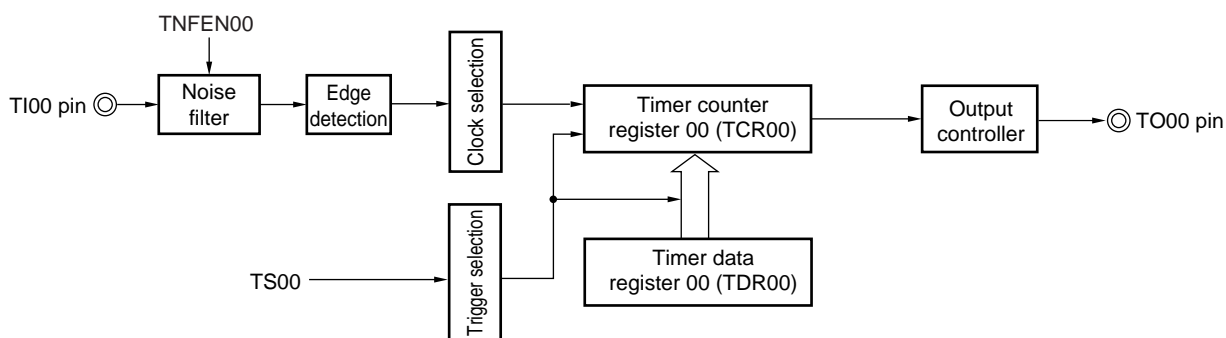 TNFEN00
TI00 pin
Noise
filter
Edge
detection
Clock selection
Timer counter
register 00 (TCR00)
Output
controller
TO00 pin
TS00
Trigger selection
Timer data
register 00 (TDR00)